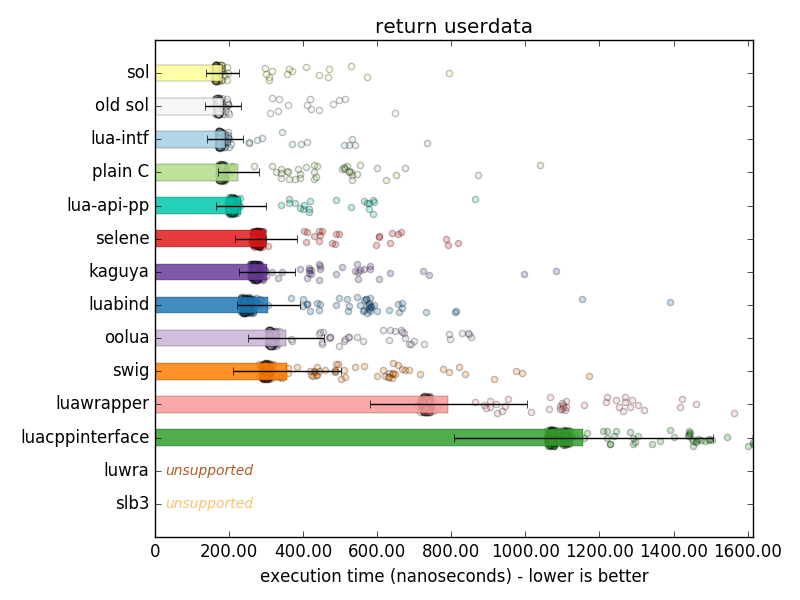 return userdata
sol
old sol
lua-intf
plain C
lua-api-pp
selene
kaguya
luabind
oolua
swig
luawrapper
luacppinterface
luwra unsupported
slb3 unsupported
0 200.00 400.00 600.00 800.00 1000.00 1200.00 1400.00 1600.00
execution time (nanoseconds) - lower is better